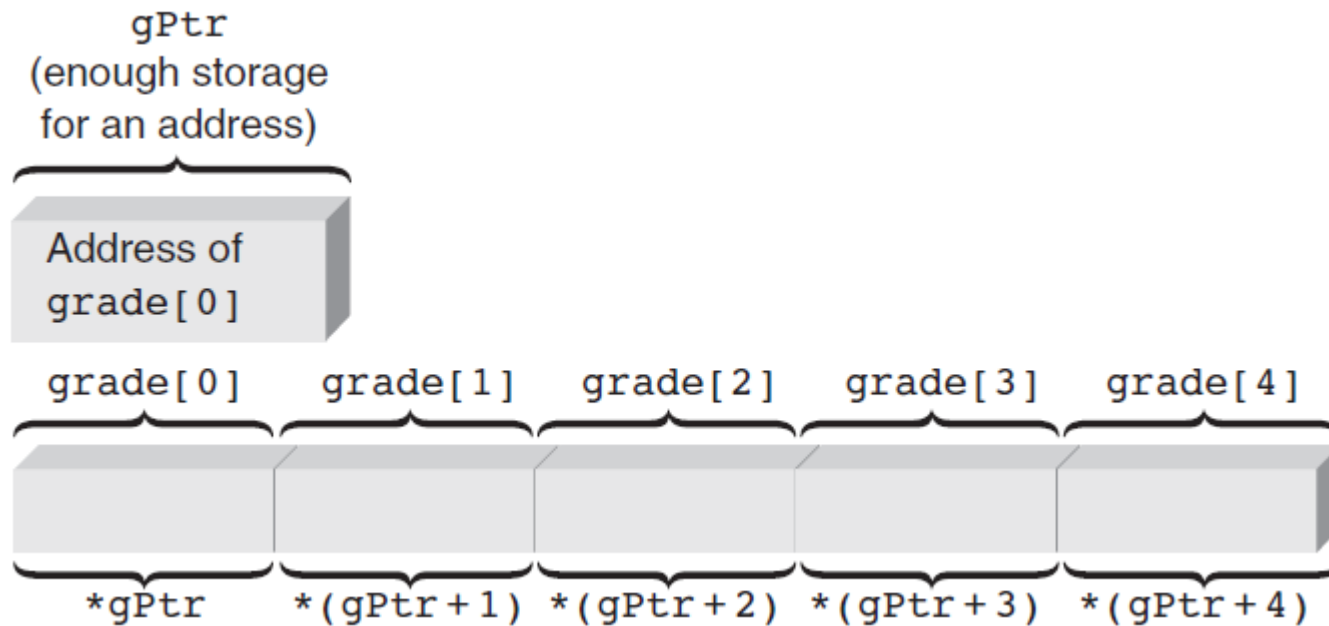 gPtr
(enough storage
for an address)
Address of
grade[0]
grade[0] grade[1] grade[2] grade[3] grade[4]
*gPtr *(gPtr+1) *(gPtr+2) *(gPtr+3) *(gPtr+4)